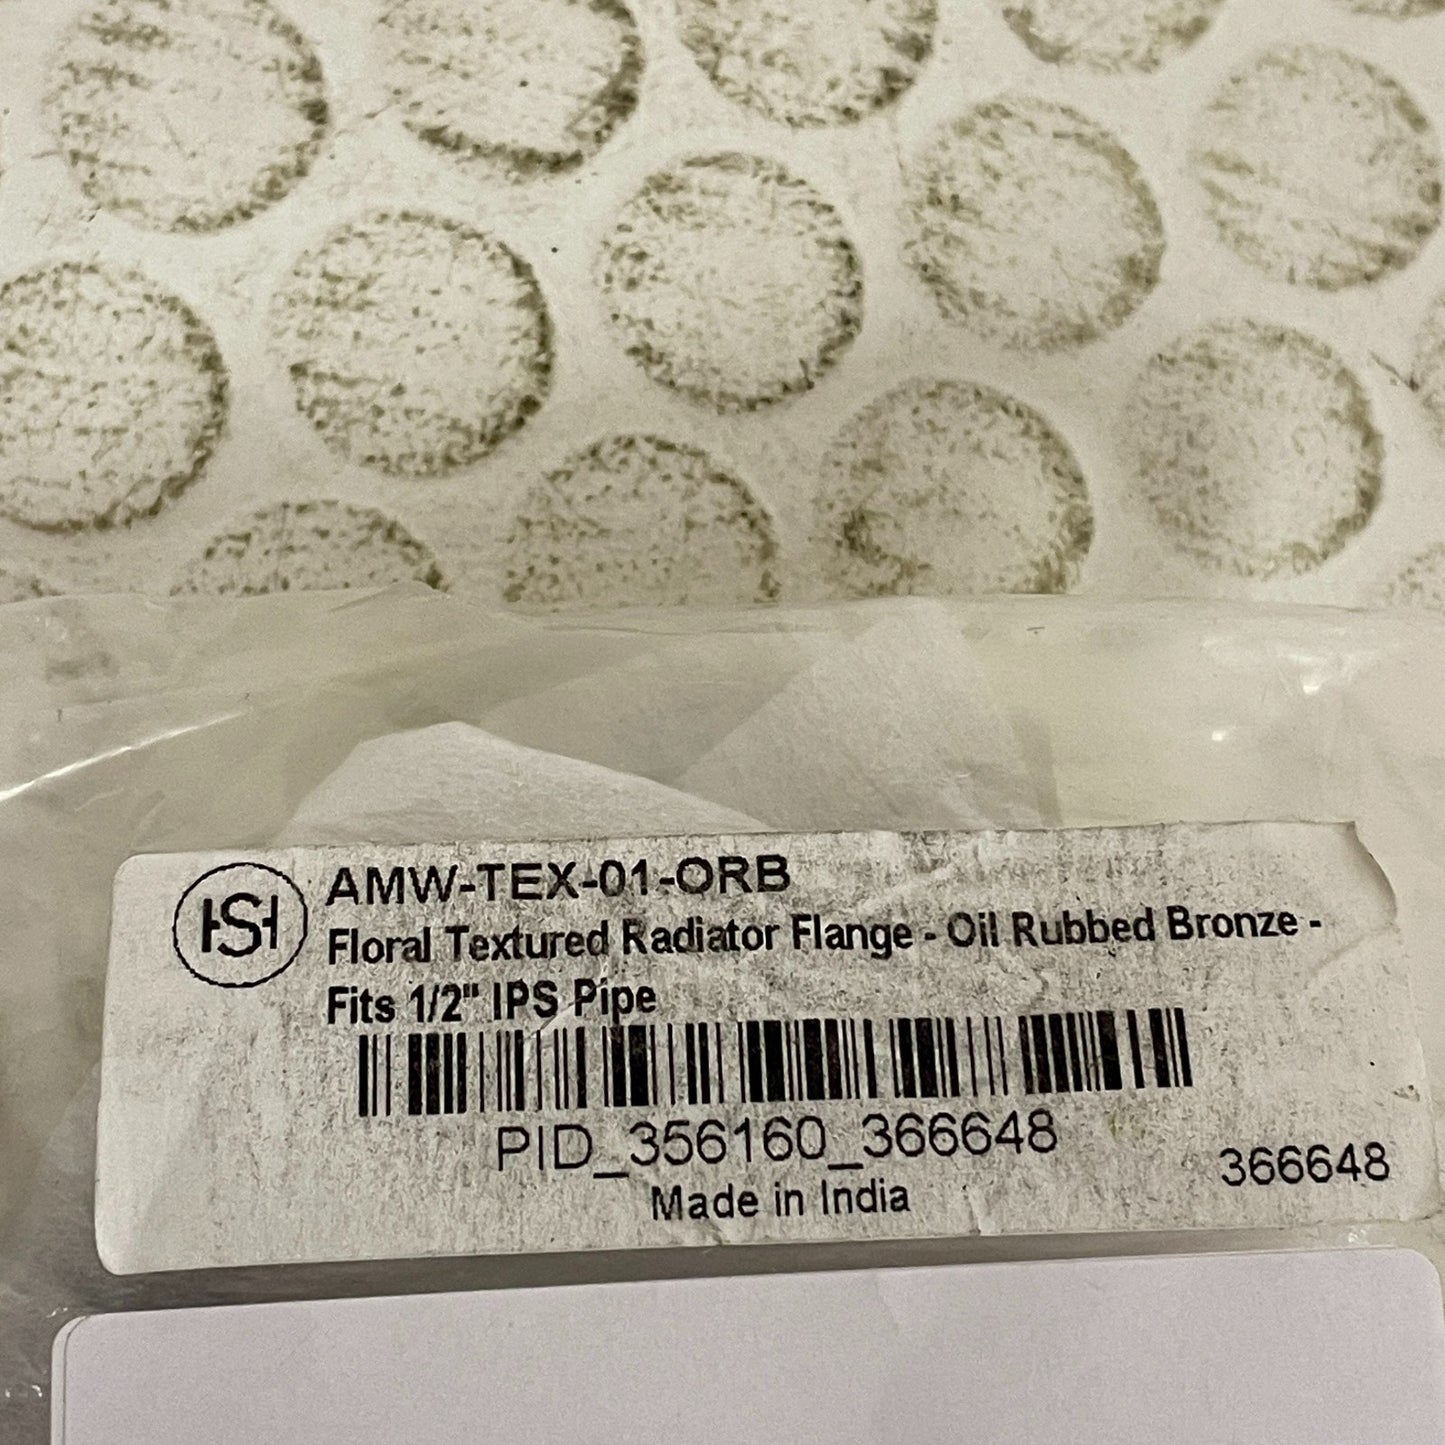 HSH
AMW-TEX-01-ORB
Floral Textured Radiator Flange - Oil Rubbed Bronze -
Fits 1/2" IPS Pipe
PID_356160_366648
366648
Made in India